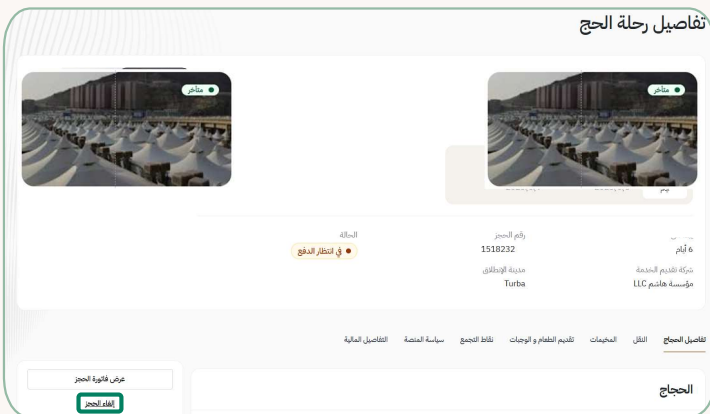 تفاصيل رحلة الحج
متأخر
متأخر
رقم الحجز
الحالة
6 أيام
1518232
في انتظار الدفع
شركة تقديم الخدمة
مدينة الإنطلاق
مؤسسة هاشم LLC
Turba
تفاصيل الحجاج
النقل
المخيمات
تقديم الطعام و الوجبات
نقاط التجمع
سياسة المنصة
التفاصيل المالية
الحجاج
عرض فاتورة الحجز
إلغاء الحجز